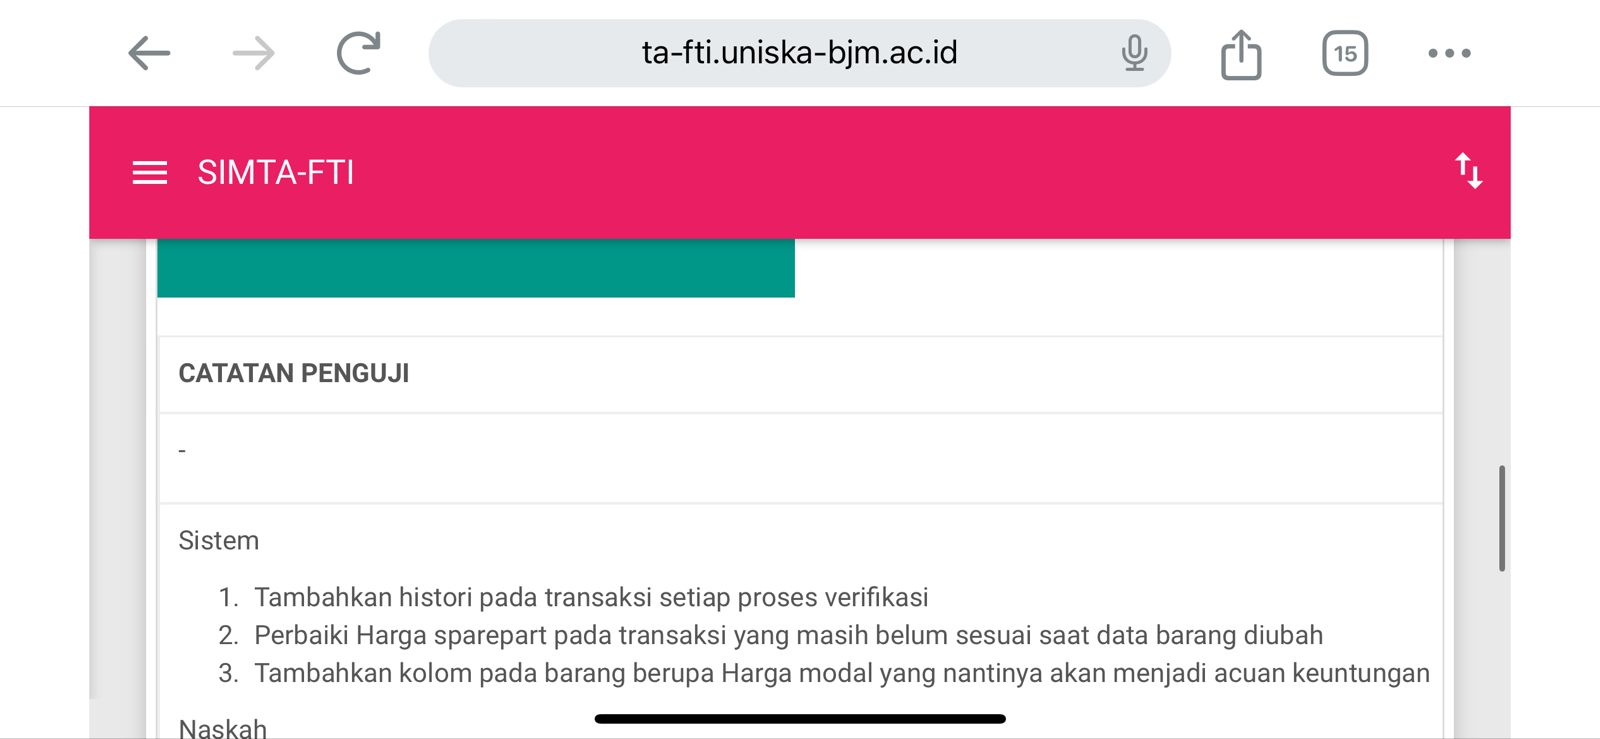 ta-fti.uniska-bjm.ac.id
15
SIMTA-FTI
CATATAN PENGUJI
-
Sistem
1. Tambahkan histori pada transaksi setiap proses verifikasi
2. Perbaiki Harga sparepart pada transaksi yang masih belum sesuai saat data barang diubah
3. Tambahkan kolom pada barang berupa Harga modal yang nantinya akan menjadi acuan keuntungan
Naskah